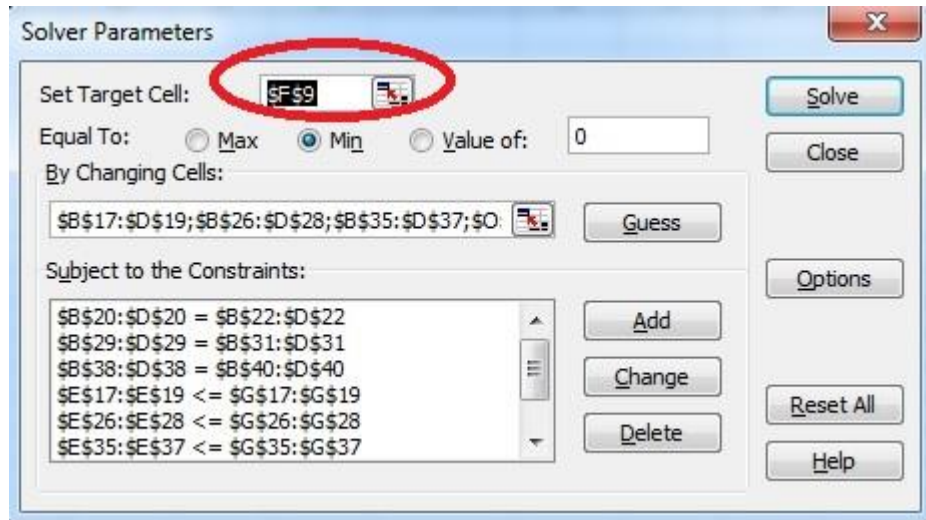 Solver Parameters
Set Target Cell: $F$9
Solve
Equal To: Max Min Value of: 0
Close
By Changing Cells:
$B$17:$D$19;$B$26:$D$28;$B$35:$D$37;$O:
Guess
Subject to the Constraints:
Options
$B$20:$D$20 = $B$22:$D$22
$B$29:$D$29 = $B$31:$D$31
$B$38:$D$38 = $B$40:$D$40
$E$17:$E$19 <= $G$17:$G$19
$E$26:$E$28 <= $G$26:$G$28
$E$35:$E$37 <= $G$35:$G$37
Add
Change
Delete
Reset All
Help